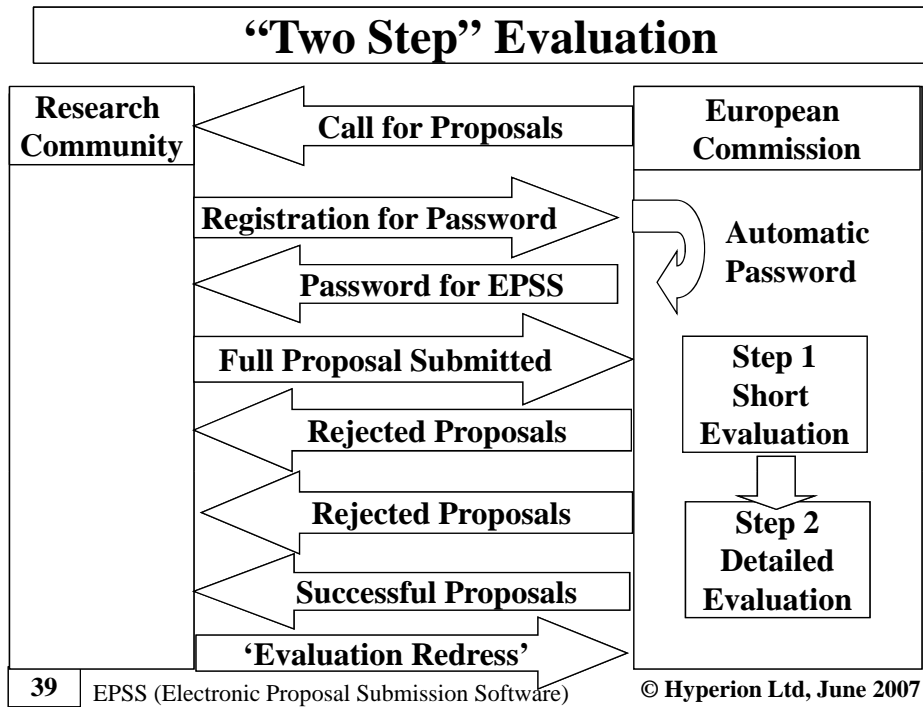 “Two Step” Evaluation
Research
Community
European
Commission
Call for Proposals
Registration for Password
Automatic
Password
Password for EPSS
Full Proposal Submitted
Step 1
Short
Evaluation
Rejected Proposals
Rejected Proposals
Step 2
Detailed
Evaluation
Successful Proposals
‘Evaluation Redress’
39
EPSS (Electronic Proposal Submission Software)
© Hyperion Ltd, June 2007